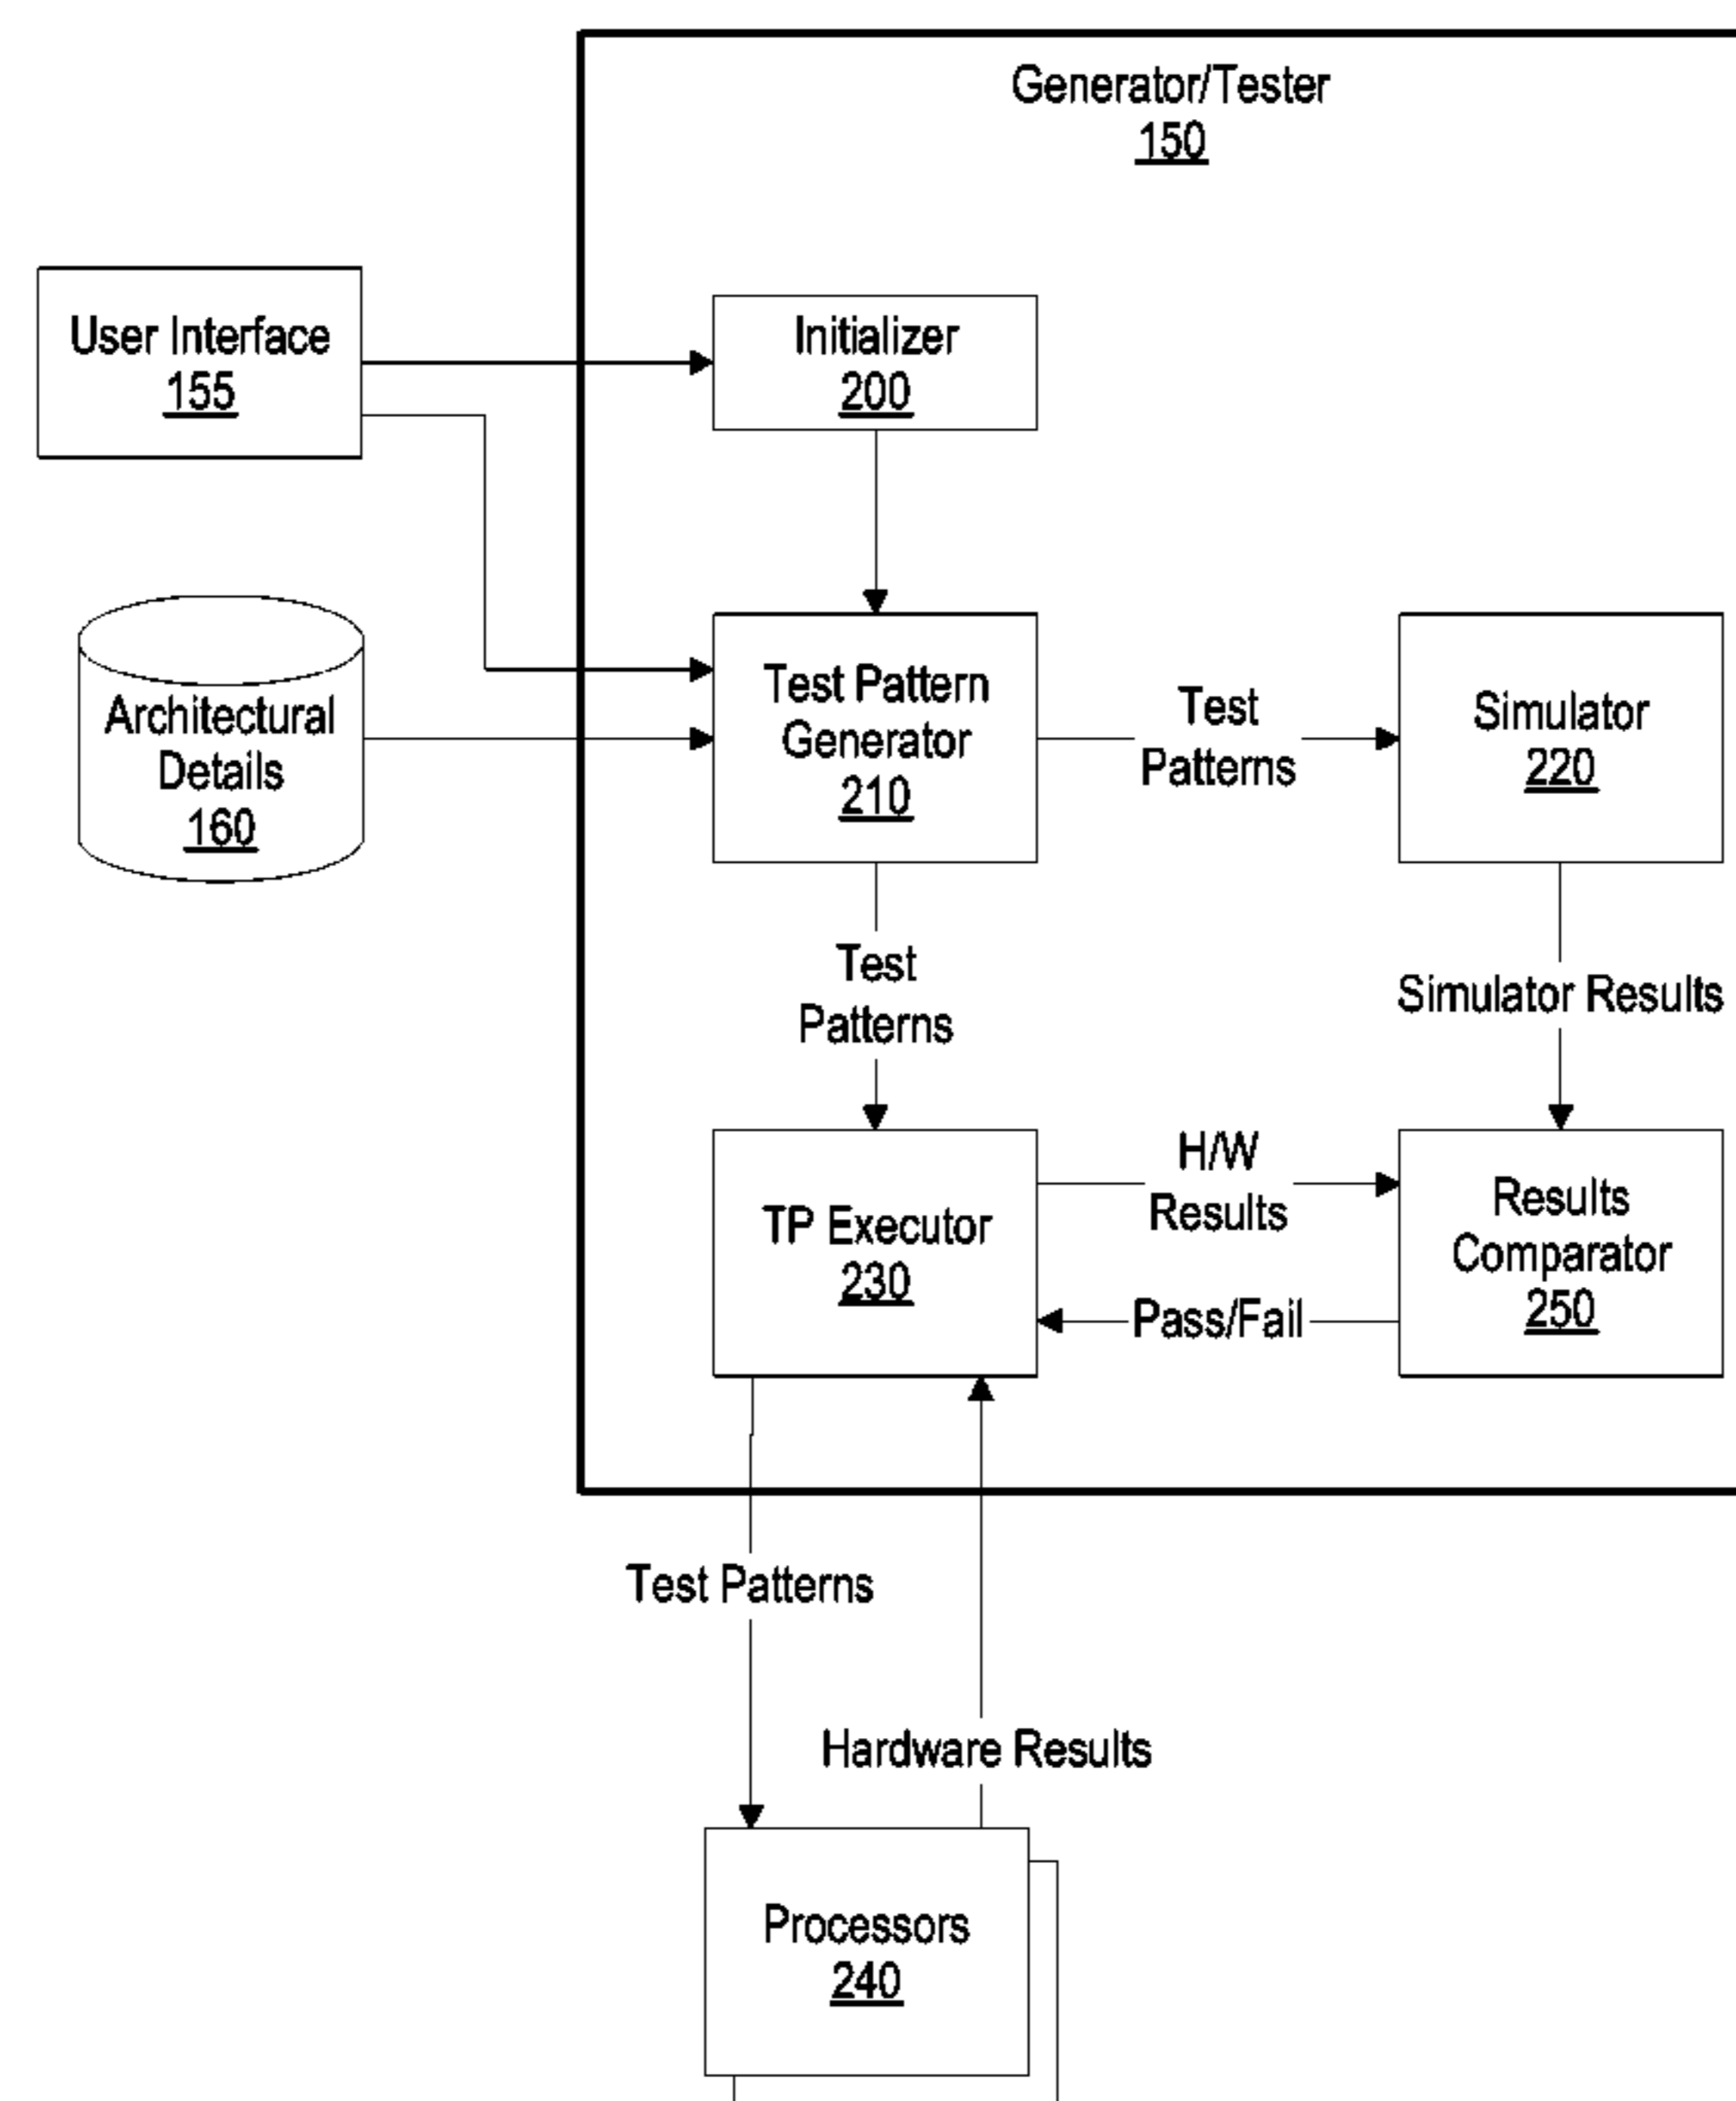 Generator/Tester
150
User Interface
155
Initializer
200
Architectural
Details
160
Test Pattern
Generator
210
Test
Patterns
Simulator
220
Test
Patterns
Simulator Results
TP Executor
230
H/W
Results
Pass/Fail
Results
Comparator
250
Test Patterns
Hardware Results
Processors
240